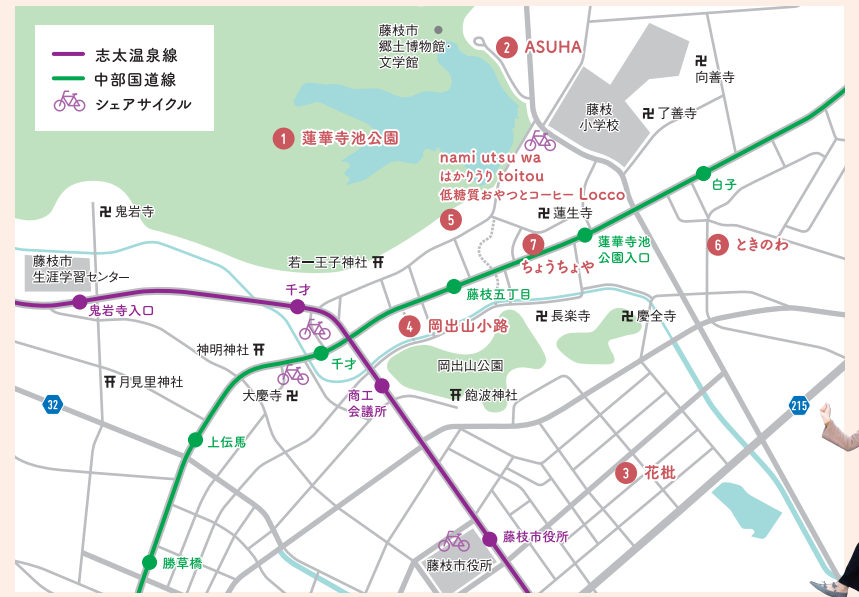 志太温泉線
中部国道線
シェアサイクル
藤枝市
郷土博物館・
文学館
2 ASUHA
卍
向善寺
藤枝
小学校
卍 了善寺
1 蓮華寺池公園
nami utsu wa
はかりうり toitou
低糖質おやつとコーヒー Locco
5
白子
卍 鬼岩寺
卍 蓮生寺
7
ちょうちょや
蓮華寺池
公園入口
6 ときのわ
藤枝市
生涯学習センター
若一王子神社
千才
藤枝五丁目
鬼岩寺入口
4 岡出山小路
卍 長楽寺
卍 慶全寺
神明神社
千才
岡出山公園
月見里神社
大慶寺 卍
商工
会議所
飽波神社
32
215
上伝馬
3 花枇
藤枝市役所
藤枝市役所
勝草橋